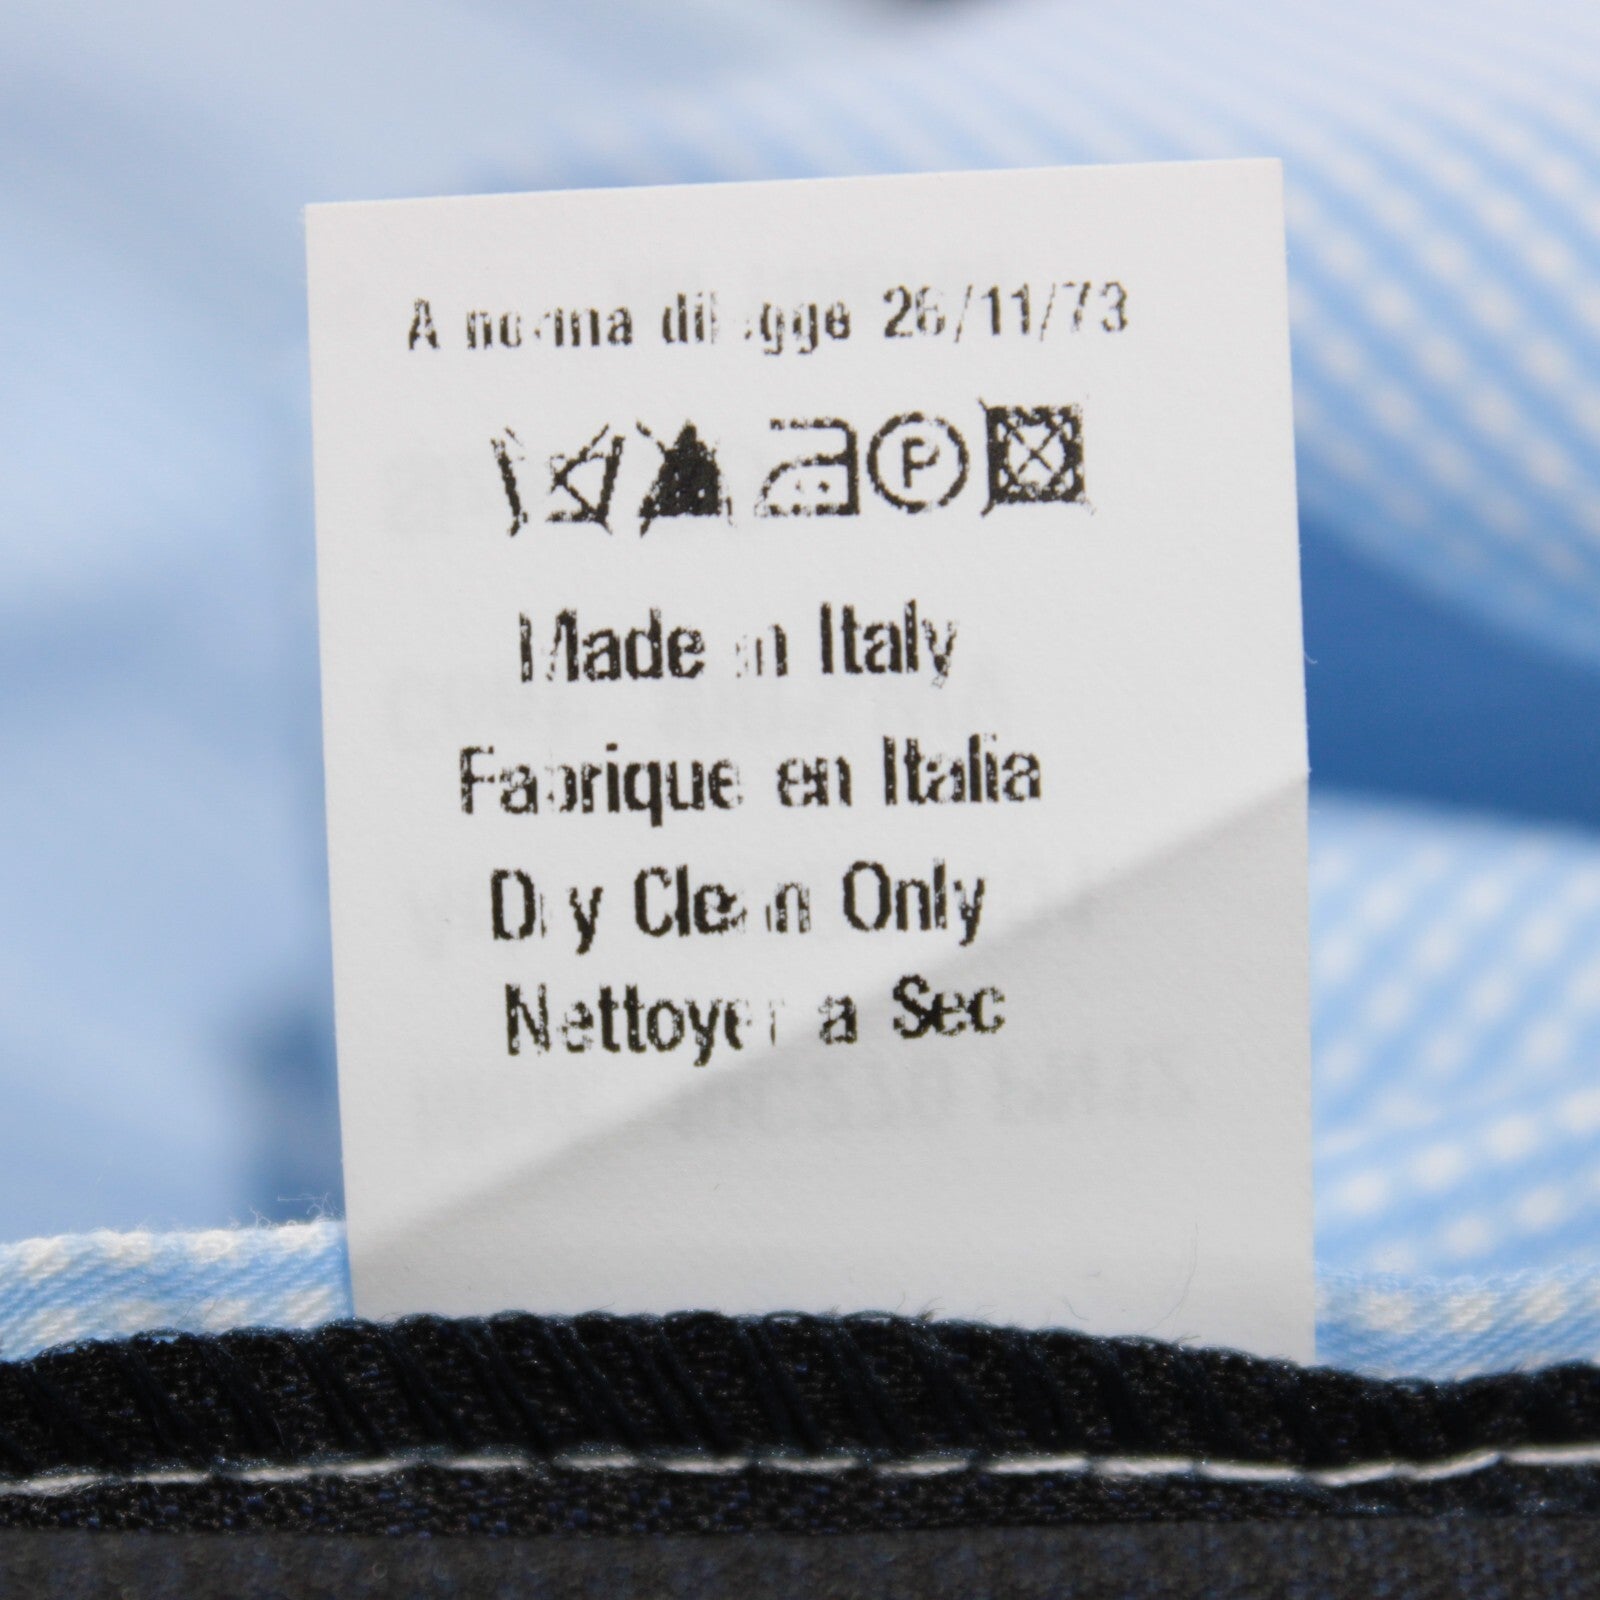 A norma di legge 26/11/73
P
Made in Italy
Fabrique en Italia
Dry Clean Only
Nettoyer a Sec